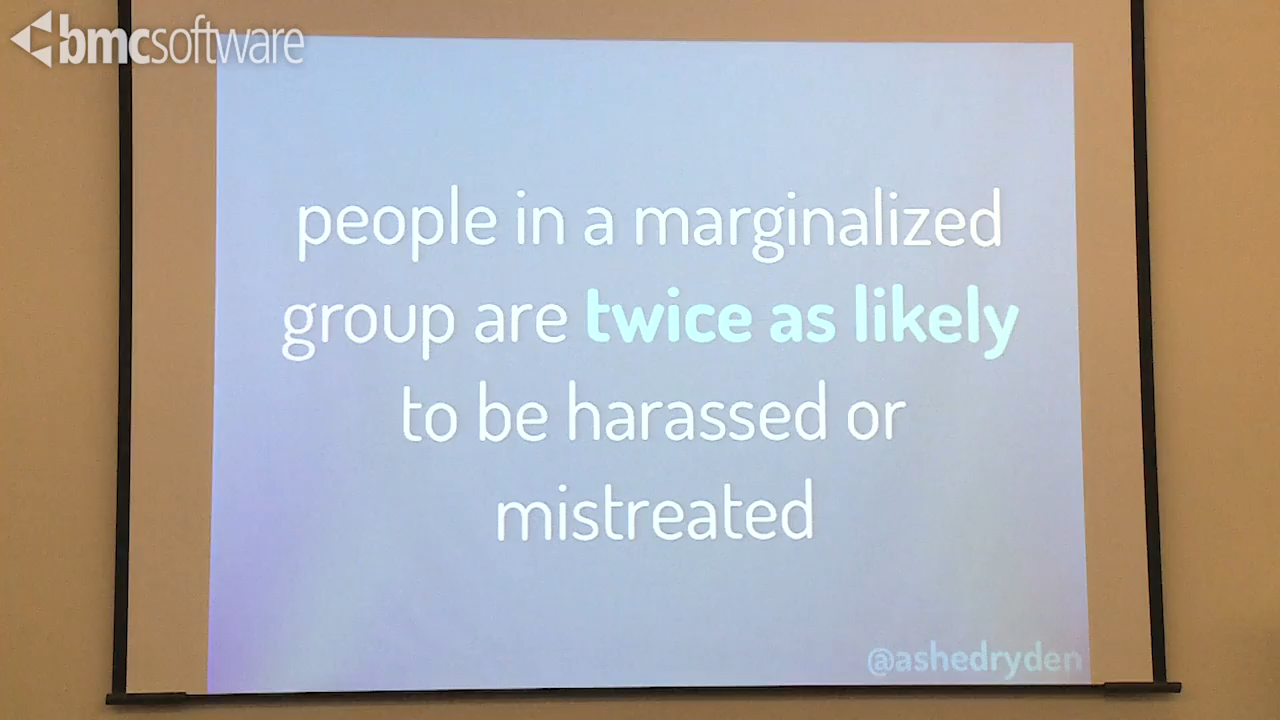 bmcsoftware
people in a marginalized
group are twice as likely
to be harassed or
mistreated
@ashedryden